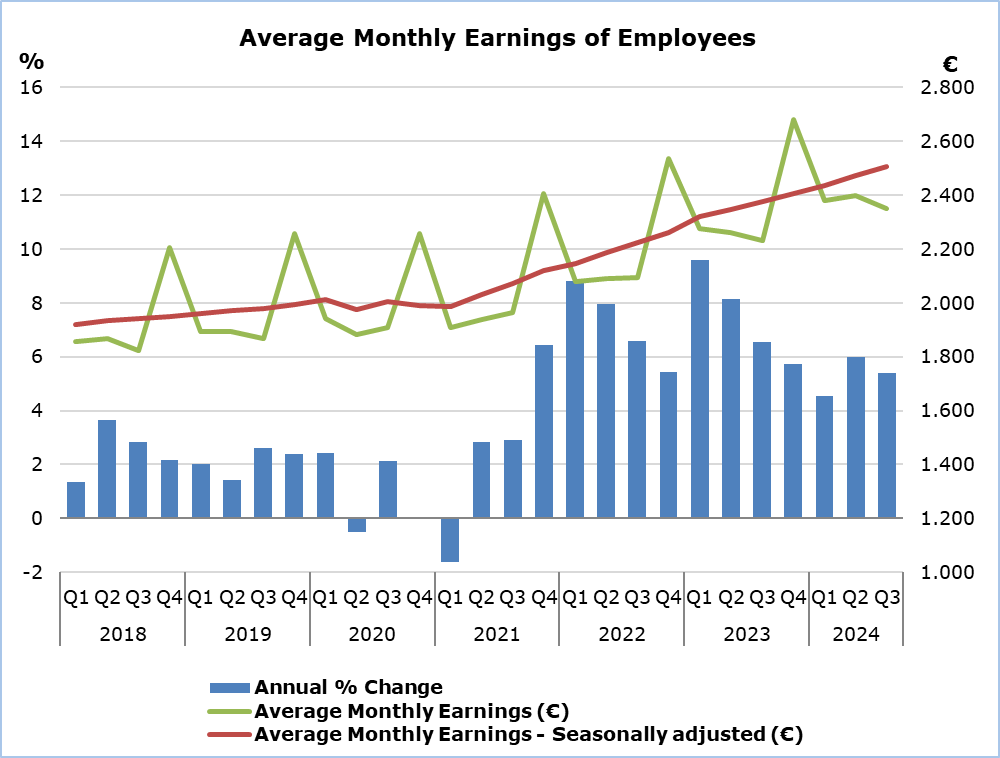 Average Monthly Earnings of Employees
% €
16 2.800
14 2.600
12 2.400
10 2.200
8 2.000
6 1.800
4 1.600
2 1.400
0 1.200
-2 1.000
Q1 Q2 Q3 Q4 Q1 Q2 Q3 Q4 Q1 Q2 Q3 Q4 Q1 Q2 Q3 Q4 Q1 Q2 Q3 Q4 Q1 Q2 Q3 Q4 Q1 Q2 Q3
2018 2019 2020 2021 2022 2023 2024
Annual % Change
Average Monthly Earnings (€)
Average Monthly Earnings - Seasonally adjusted (€)